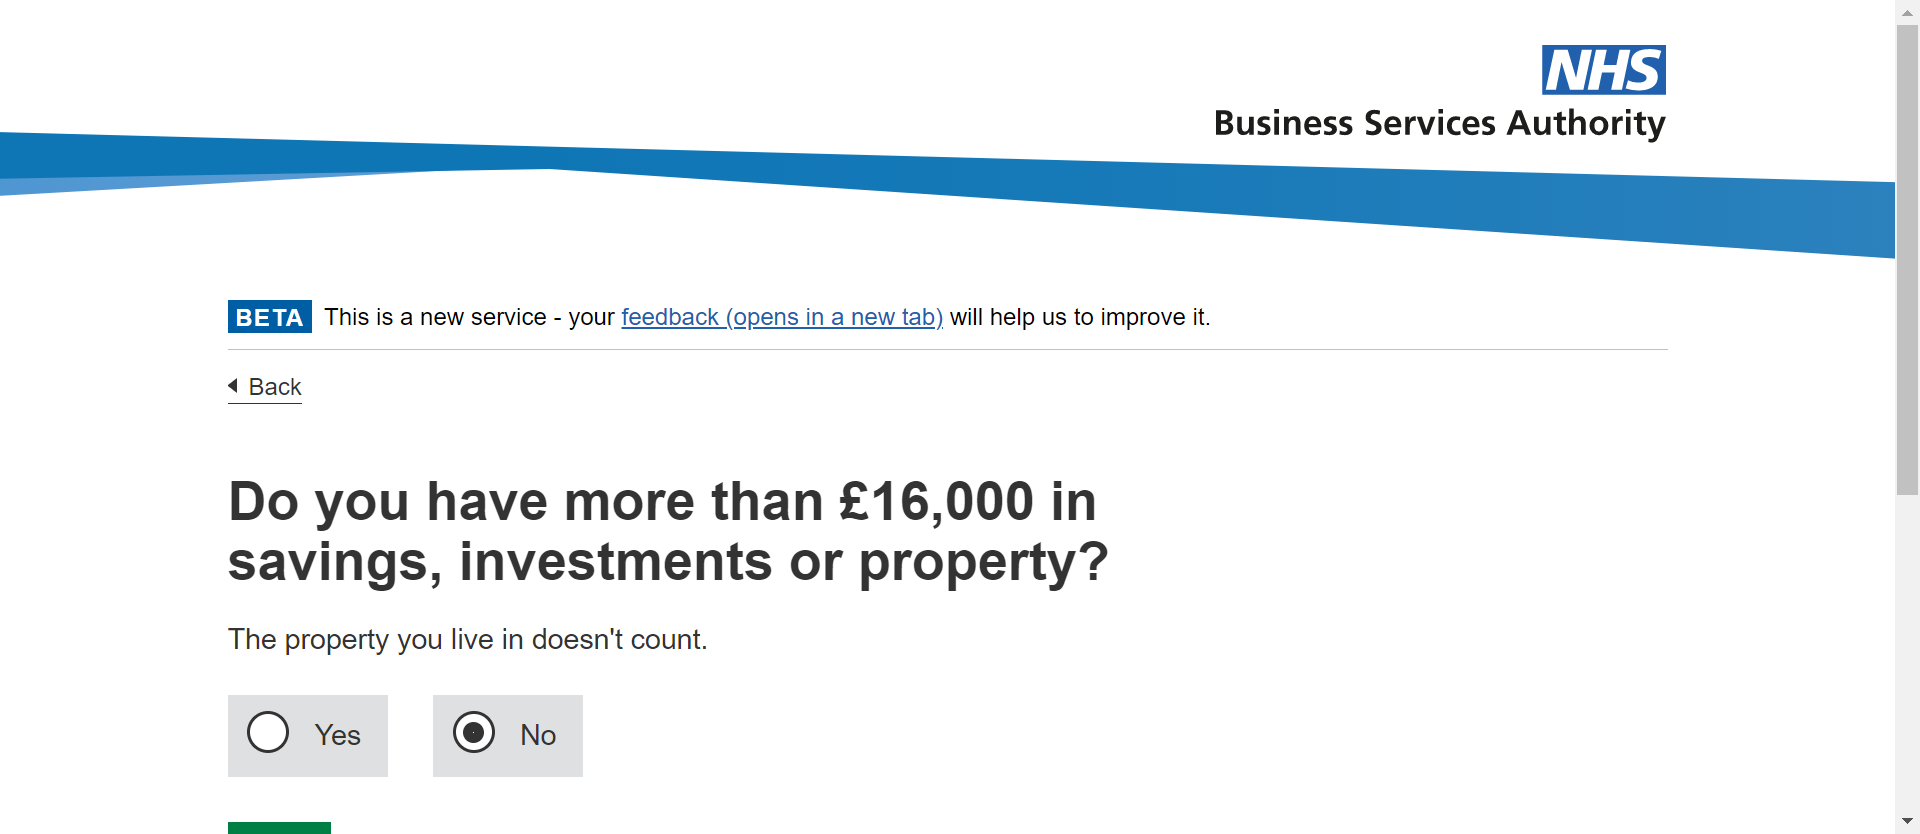 NHS
Business Services Authority
BETA This is a new service - your feedback (opens in a new tab) will help us to improve it.
Back
Do you have more than £16,000 in
savings, investments or property?
The property you live in doesn't count.
Yes No